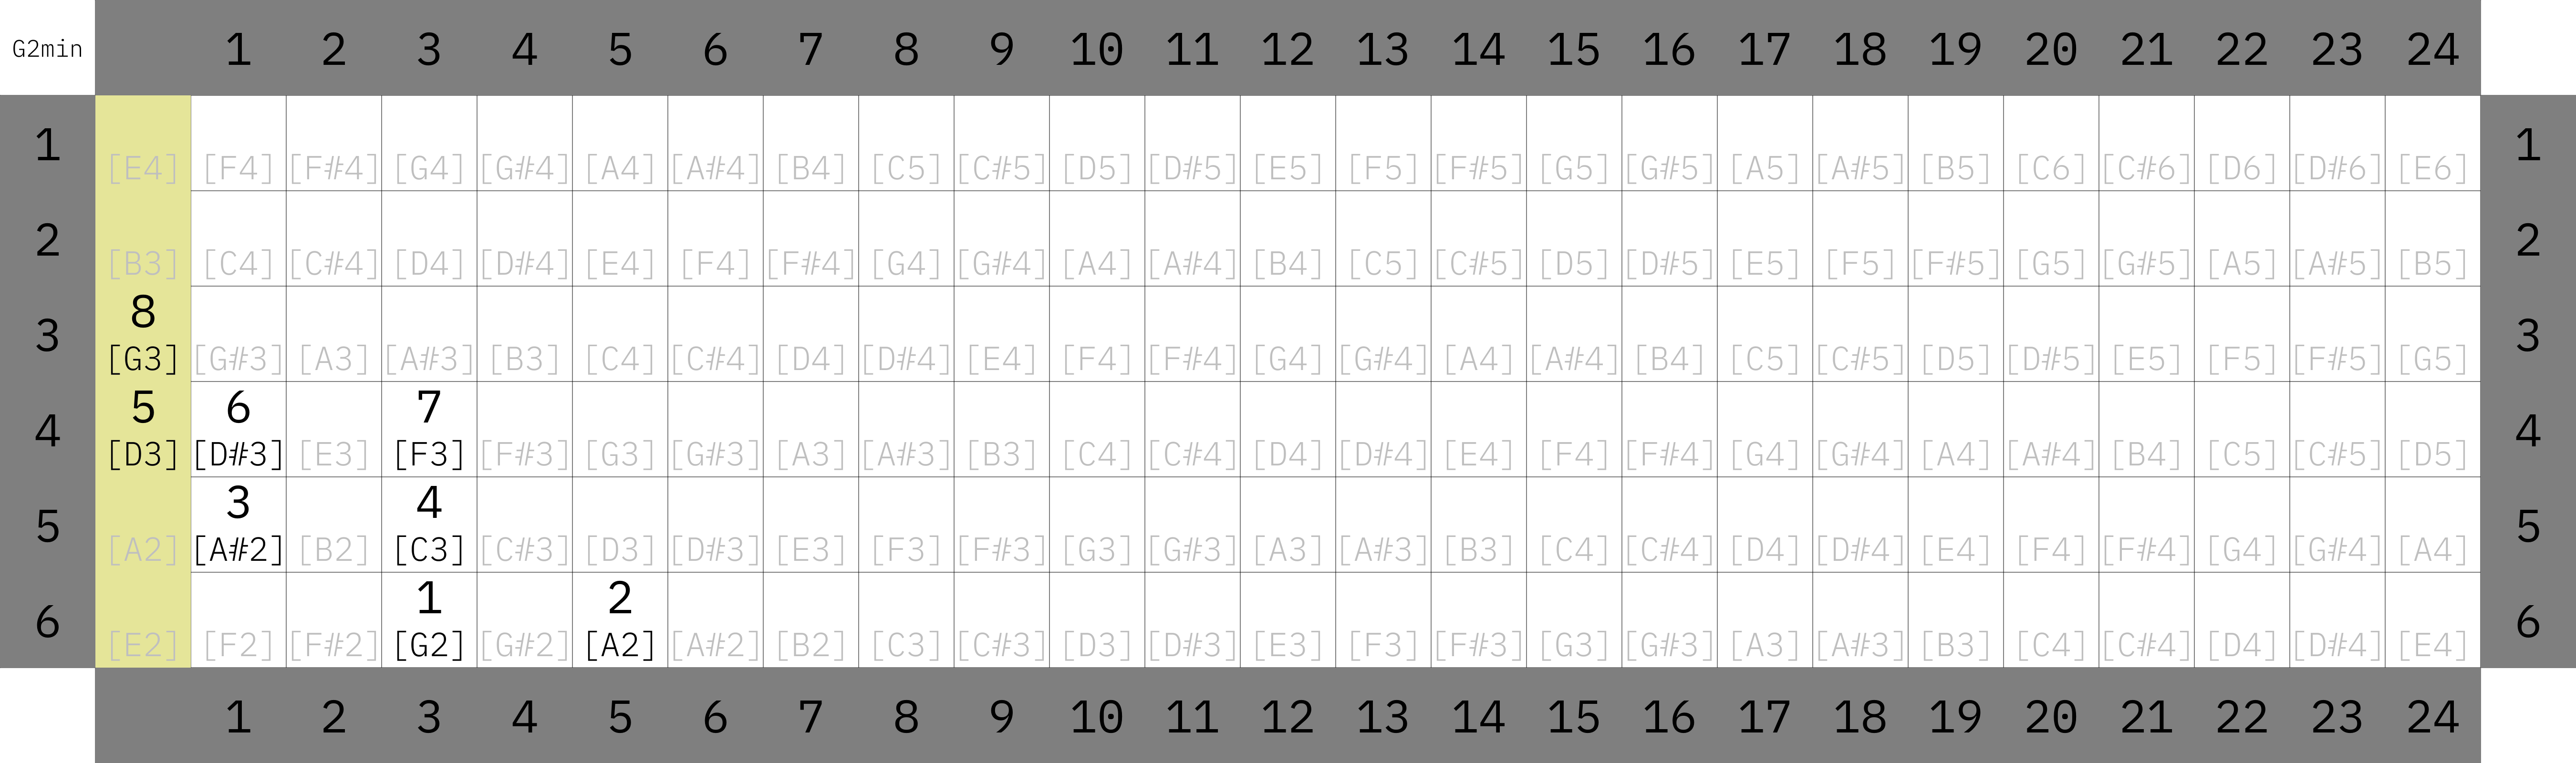 G2min 1 2 3 4 5 6 7 8 9 10 11 12 13 14 15 16 17 18 19 20 21 22 23 24
1 [E4] [F4] [F#4] [G4] [G#4] [A4] [A#4] [B4] [C5] [C#5] [D5] [D#5] [E5] [F5] [F#5] [G5] [G#5] [A5] [A#5] [B5] [C6] [C#6] [D6] [D#6] [E6] 1
2 [B3] [C4] [C#4] [D4] [D#4] [E4] [F4] [F#4] [G4] [G#4] [A4] [A#4] [B4] [C5] [C#5] [D5] [D#5] [E5] [F5] [F#5] [G5] [G#5] [A5] [A#5] [B5] 2
8
3 [G3] [G#3] [A3] [A#3] [B3] [C4] [C#4] [D4] [D#4] [E4] [F4] [F#4] [G4] [G#4] [A4] [A#4] [B4] [C5] [C#5] [D5] [D#5] [E5] [F5] [F#5] [G5] 3
5 6 7
4 [D3] [D#3] [E3] [F3] [F#3] [G3] [G#3] [A3] [A#3] [B3] [C4] [C#4] [D4] [D#4] [E4] [F4] [F#4] [G4] [G#4] [A4] [A#4] [B4] [C5] [C#5] [D5] 4
3 4
5 [A2] [A#2] [B2] [C3] [C#3] [D3] [D#3] [E3] [F3] [F#3] [G3] [G#3] [A3] [A#3] [B3] [C4] [C#4] [D4] [D#4] [E4] [F4] [F#4] [G4] [G#4] [A4] 5
1 2
6 [E2] [F2] [F#2] [G2] [G#2] [A2] [A#2] [B2] [C3] [C#3] [D3] [D#3] [E3] [F3] [F#3] [G3] [G#3] [A3] [A#3] [B3] [C4] [C#4] [D4] [D#4] [E4] 6
1 2 3 4 5 6 7 8 9 10 11 12 13 14 15 16 17 18 19 20 21 22 23 24